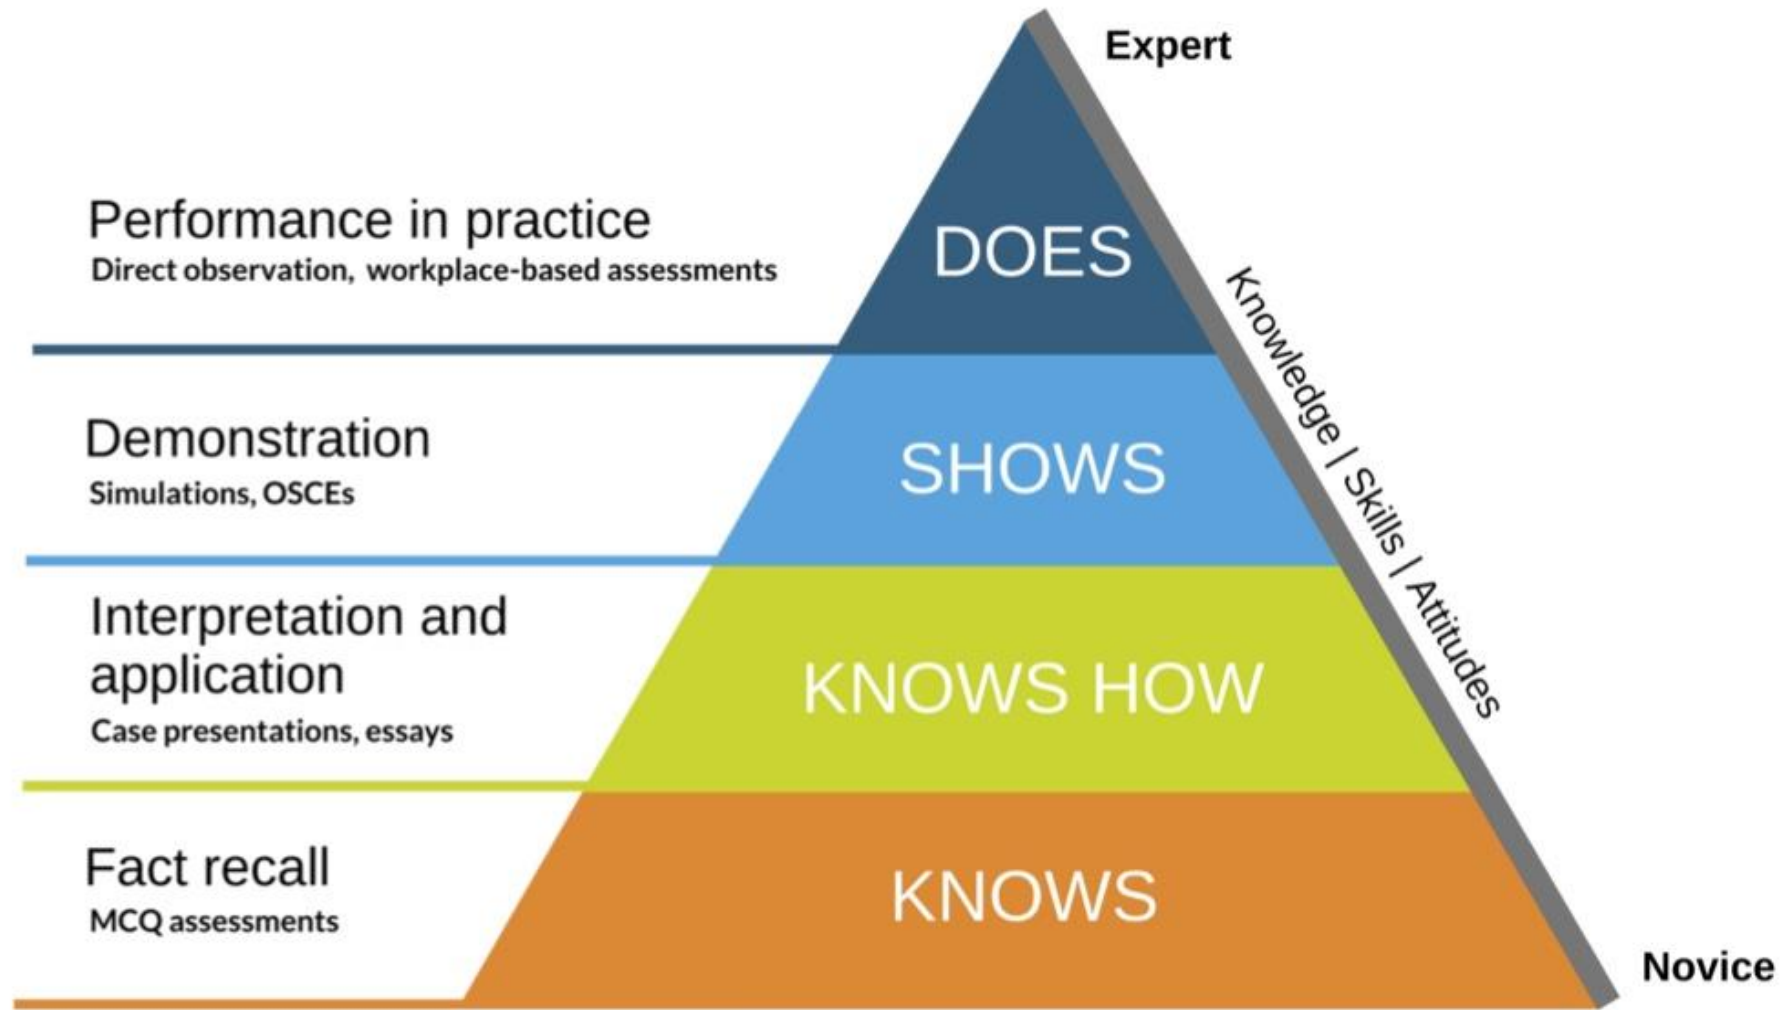 Expert
Performance in practice
Direct observation, workplace-based assessments
DOES
Knowledge | Skills | Attitudes
Demonstration
Simulations, OSCEs
SHOWS
Interpretation and
application
Case presentations, essays
KNOWS HOW
Fact recall
MCQ assessments
KNOWS
Novice